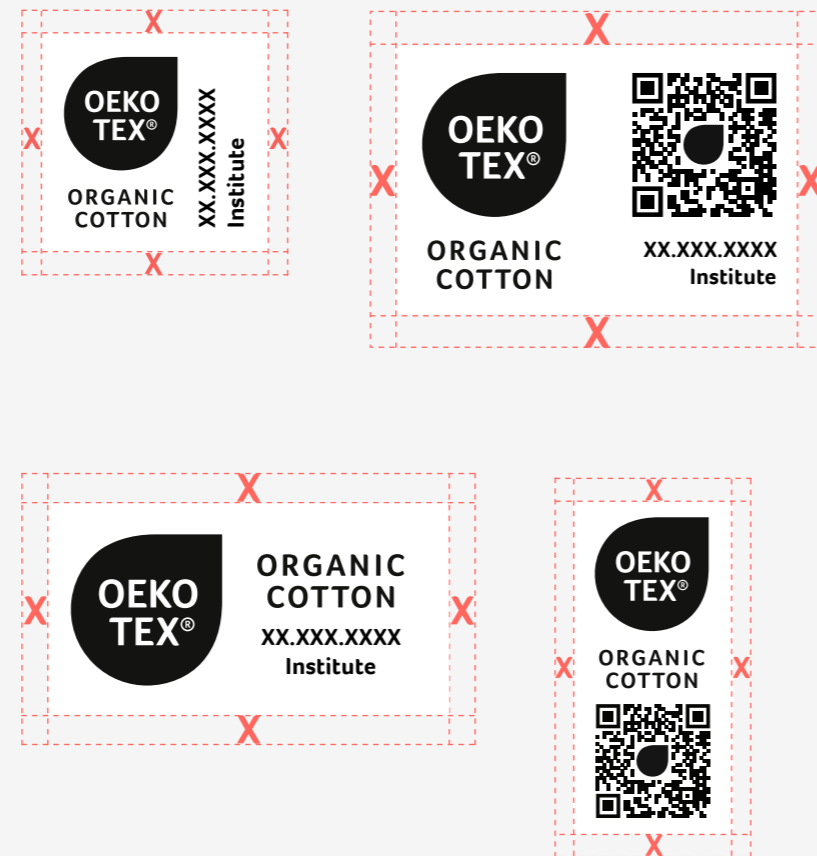 X
X
OEKO
TEX®
ORGANIC
COTTON
XX.XXX.XXXX
Institute
X
X
X
X
OEKO
TEX®
ORGANIC
COTTON
XX.XXX.XXXX
Institute
X
X
X
X
OEKO
TEX®
ORGANIC
COTTON
XX.XXX.XXXX
Institute
X
X
X
X
OEKO
TEX®
ORGANIC
COTTON
X
X